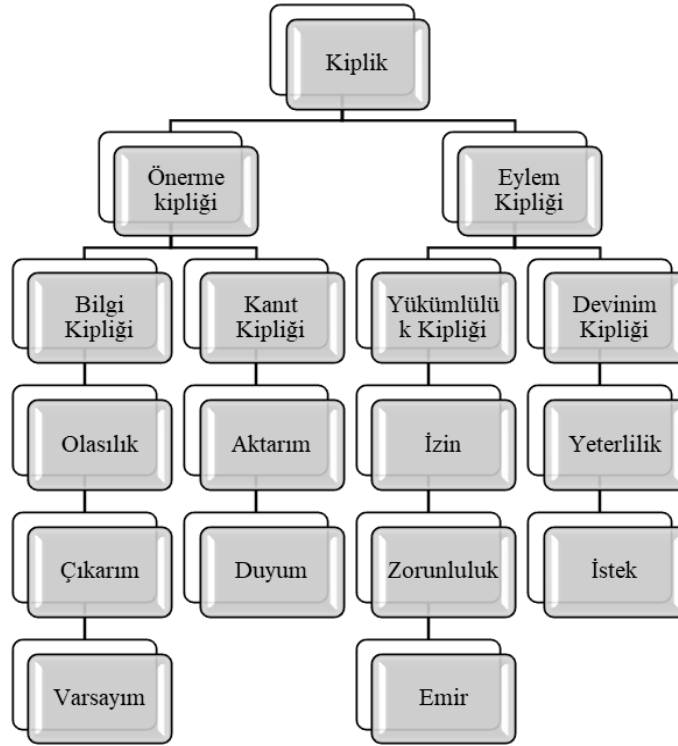 Kiplik
Önerme
kipliği
Eylem
Kipliği
Bilgi
Kipliği
Kanıt
Kipliği
Yükümlülü
k Kipliği
Devinim
Kipliği
Olasılık
Aktarım
İzin
Yeterlilik
Çıkarım
Duyum
Zorunluluk
İstek
Varsayım
Emir